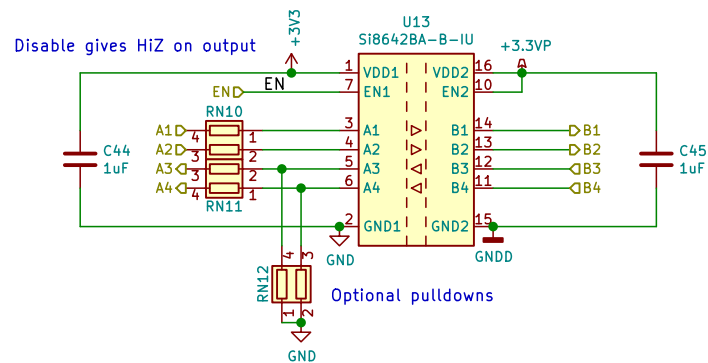 U13
Si8642BA-B-IU
Disable gives HiZ on output
+3V3
+3.3VP
1 VDD1 VDD2 16
EN EN 7 EN1 EN2 10
RN10
A1 4 1 3 A1 B1 14 B1
A2 3 2 4 A2 B2 13 B2
A3 3 2 5 A3 B3 12 B3
A4 4 1 6 A4 B4 11 B4
RN11
C44
1uF
C45
1uF
2 GND1 GND2 15
GND
GNDD
4 3
RN12
1 2
Optional pulldowns
GND